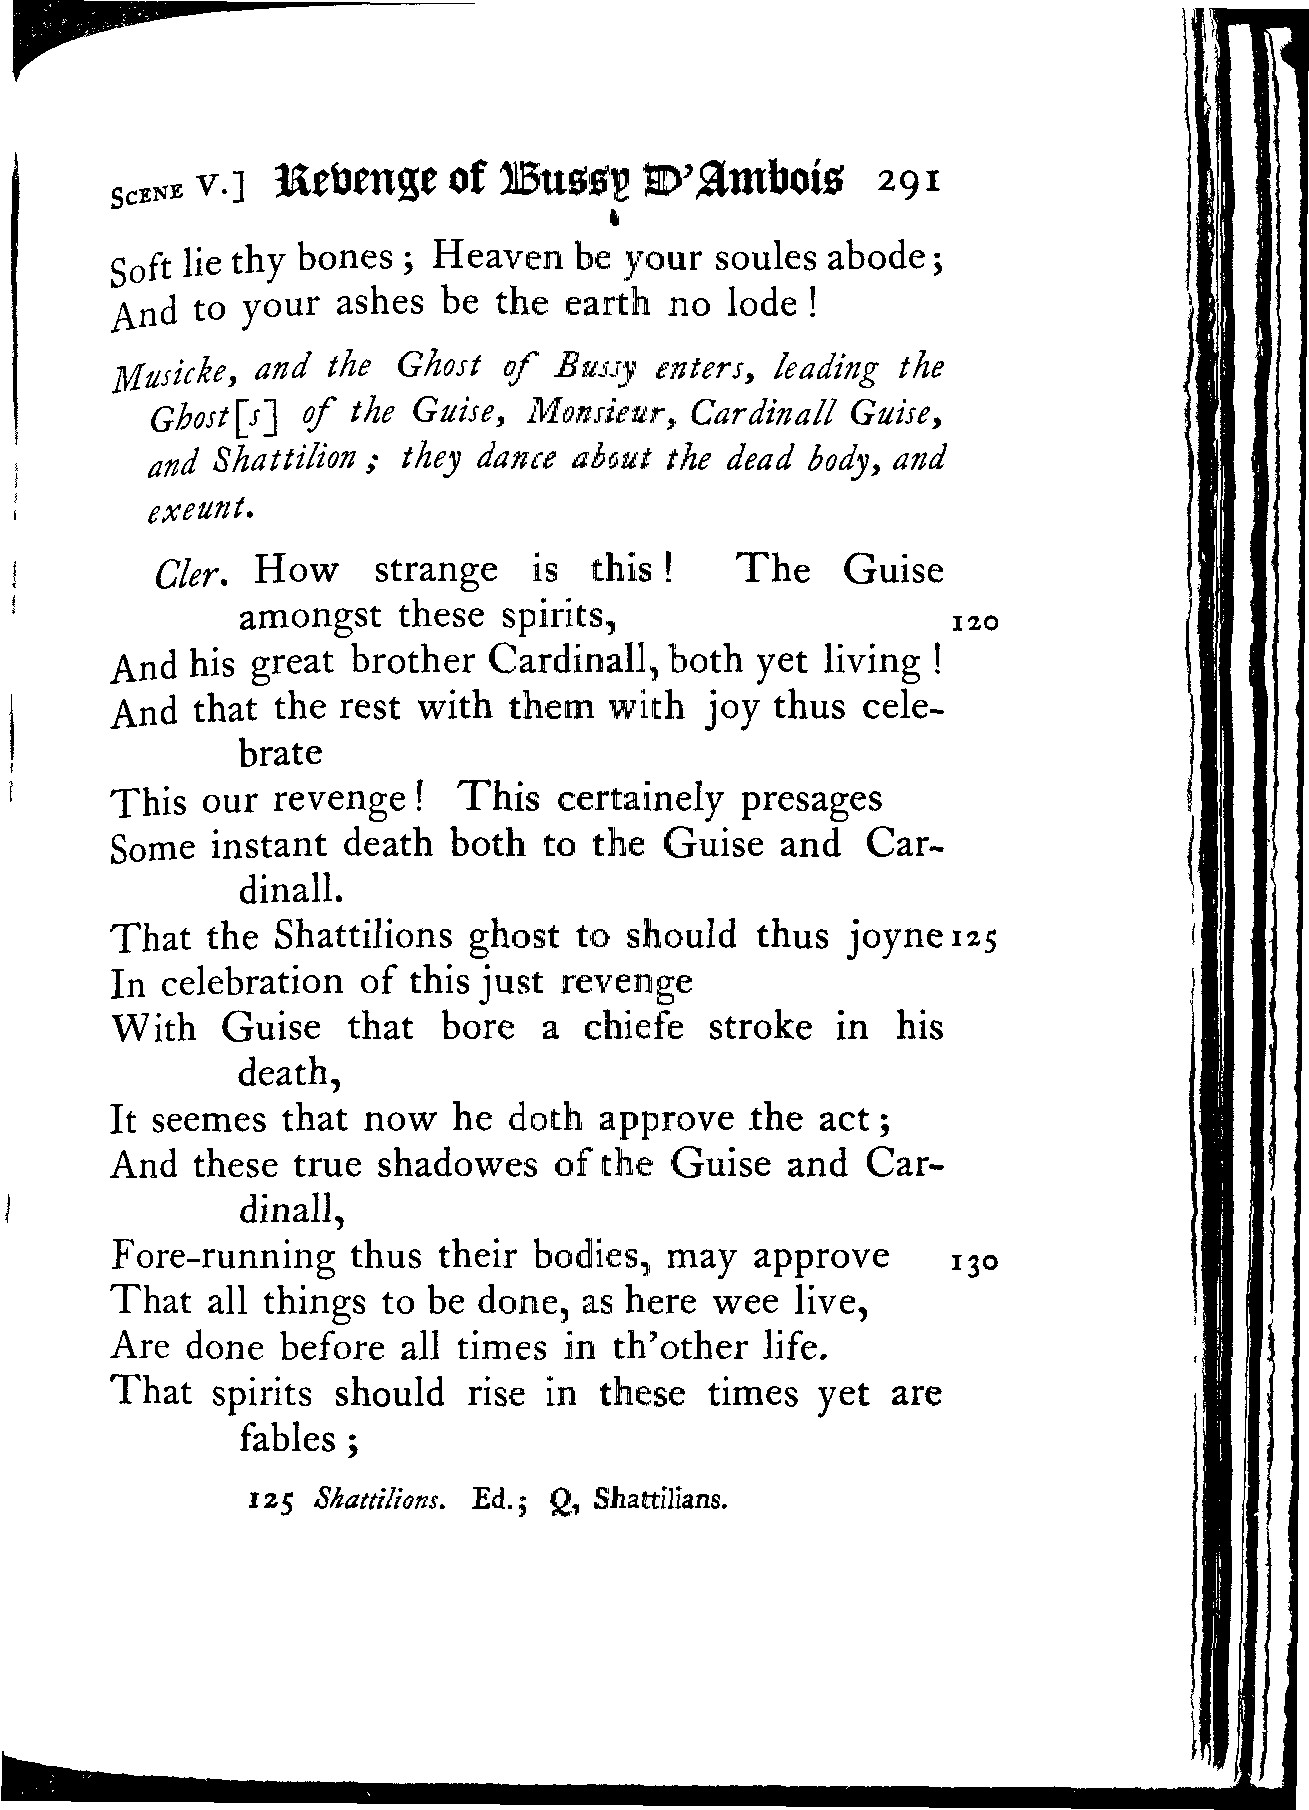 SCENE V.] Revenge of Bussy D'Ambois 291
Soft lie thy bones; Heaven be your soules abode;
And to your ashes be the earth no lode!
Musicke, and the Ghost of Bussy enters, leading the
Ghost[s] of the Guise, Monsieur, Cardinall Guise,
and Shattilion; they dance about the dead body, and
exeunt.
Cler. How strange is this! The Guise
amongst these spirits, 120
And his great brother Cardinall, both yet living!
And that the rest with them with joy thus cele-
brate
This our revenge! This certainely presages
Some instant death both to the Guise and Car-
dinall.
That the Shattilions ghost to should thus joyne 125
In celebration of this just revenge
With Guise that bore a chiefe stroke in his
death,
It seemes that now he doth approve the act;
And these true shadowes of the Guise and Car-
dinall,
Fore-running thus their bodies, may approve 130
That all things to be done, as here wee live,
Are done before all times in th'other life.
That spirits should rise in these times yet are
fables;
125 Shattilions. Ed.; Q, Shattilians.